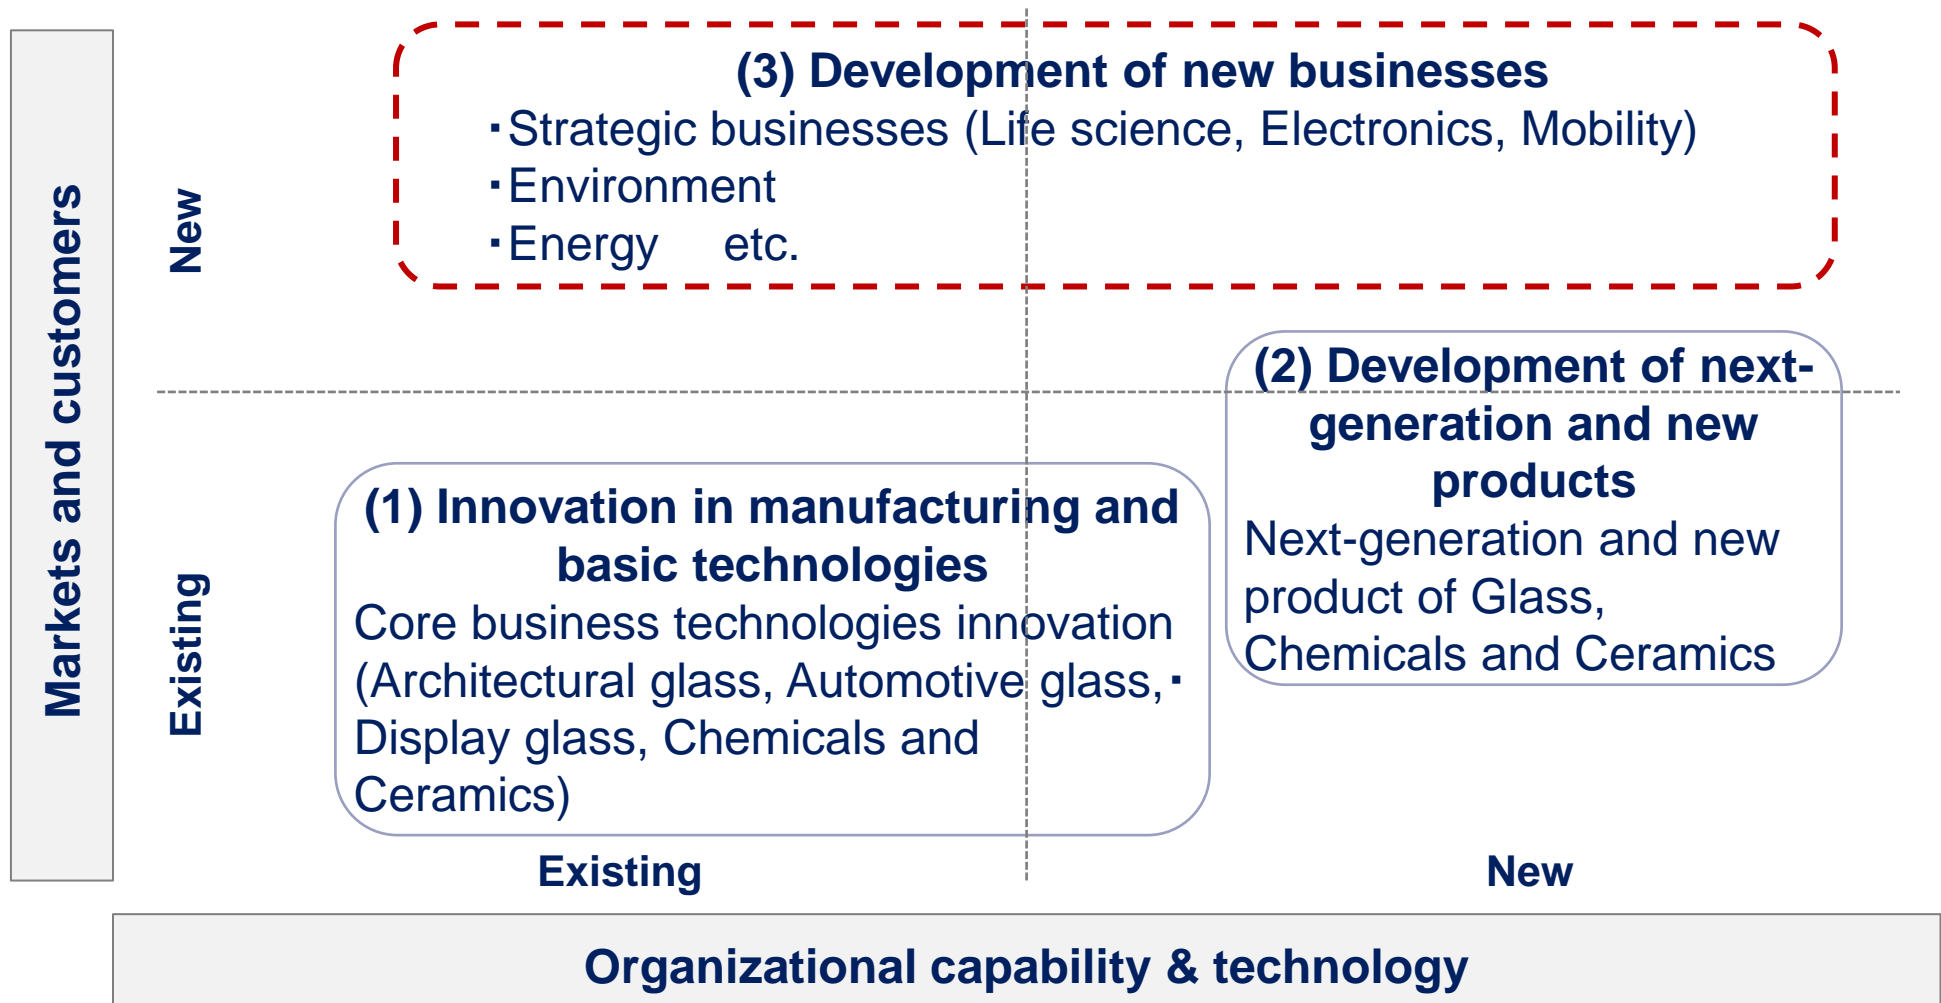 (3) Development of new businesses
・Strategic businesses (Life science, Electronics, Mobility)
・Environment
・Energy etc.
Markets and customers
New
Existing
(2) Development of next-
generation and new
products
Next-generation and new
product of Glass,
Chemicals and Ceramics
(1) Innovation in manufacturing and
basic technologies
Core business technologies innovation
(Architectural glass, Automotive glass,・
Display glass, Chemicals and
Ceramics)
Existing
New
Organizational capability & technology